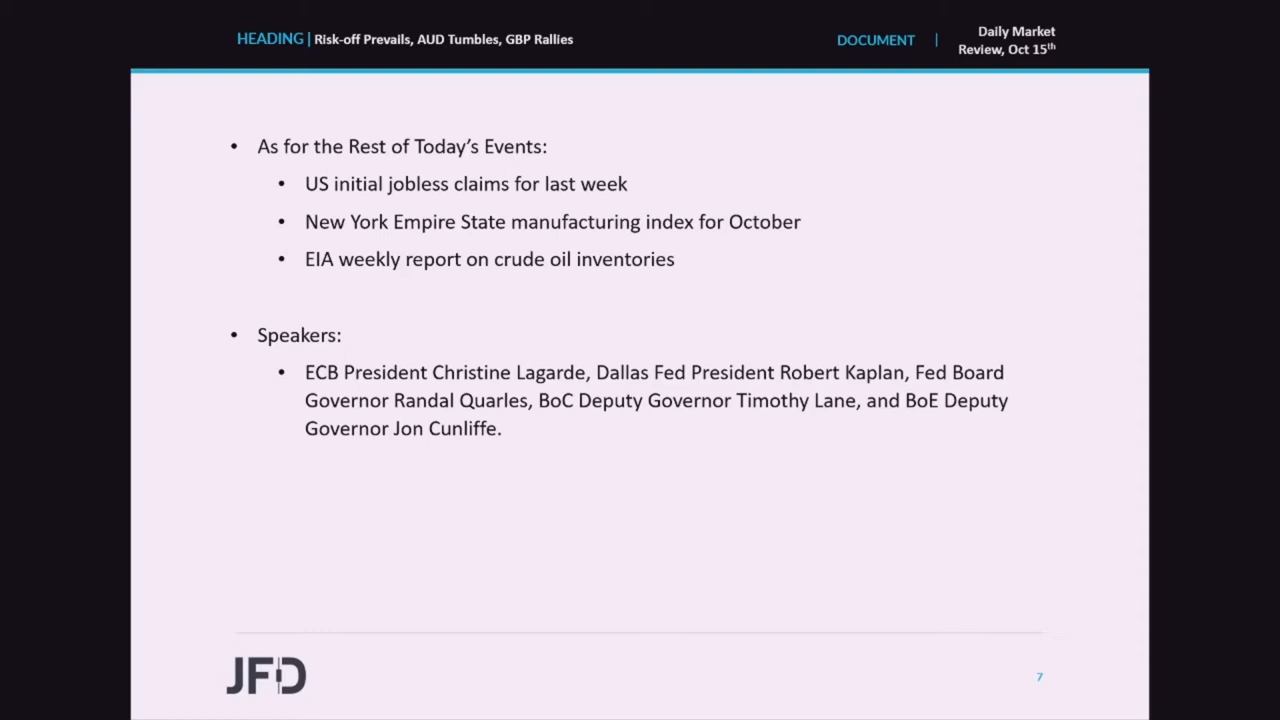 HEADING | Risk-off Prevails, AUD Tumbles, GBP Rallies
DOCUMENT | Daily Market
Review, Oct 15th
• As for the Rest of Today’s Events:
• US initial jobless claims for last week
• New York Empire State manufacturing index for October
• EIA weekly report on crude oil inventories
• Speakers:
• ECB President Christine Lagarde, Dallas Fed President Robert Kaplan, Fed Board
Governor Randal Quarles, BoC Deputy Governor Timothy Lane, and BoE Deputy
Governor Jon Cunliffe.
JFD
7